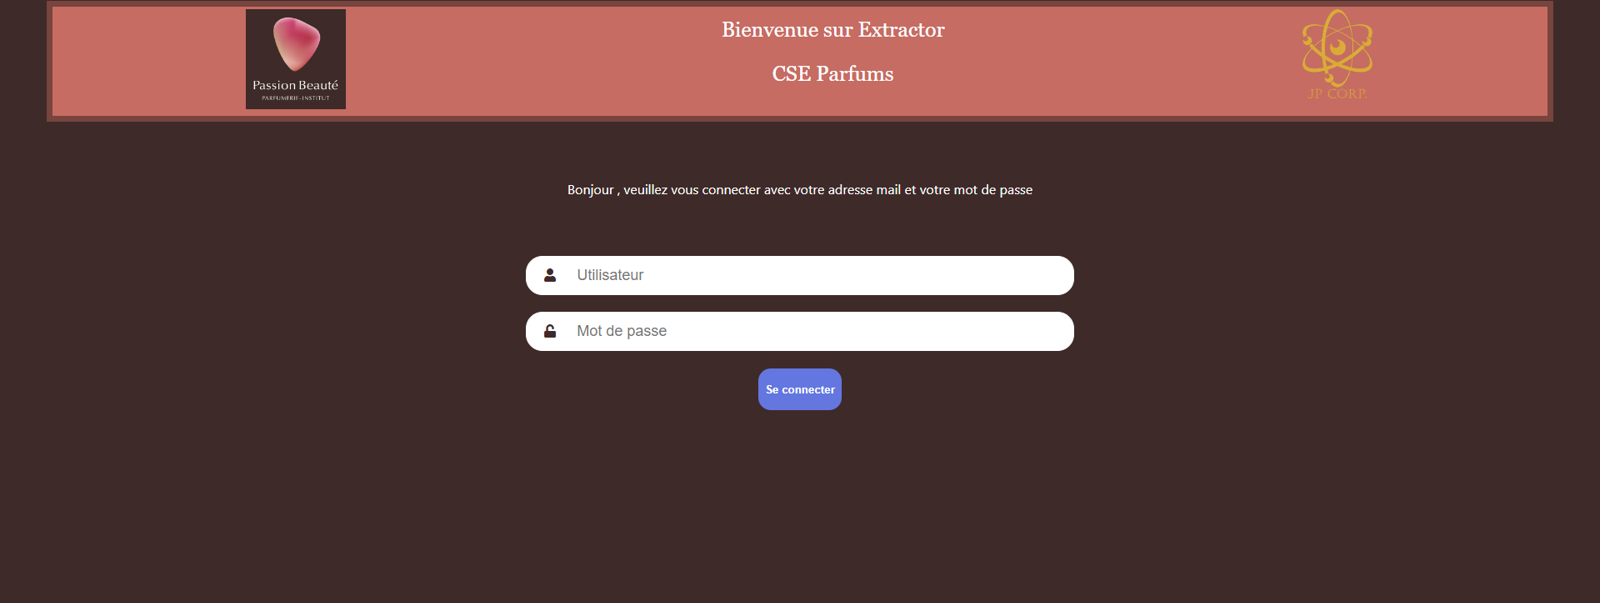 Passion Beauté
PARFUMERIE-INSTITUT
Bienvenue sur Extractor
CSE Parfums
JP CORP.
Bonjour , veuillez vous connecter avec votre adresse mail et votre mot de passe
Utilisateur
Mot de passe
Se connecter